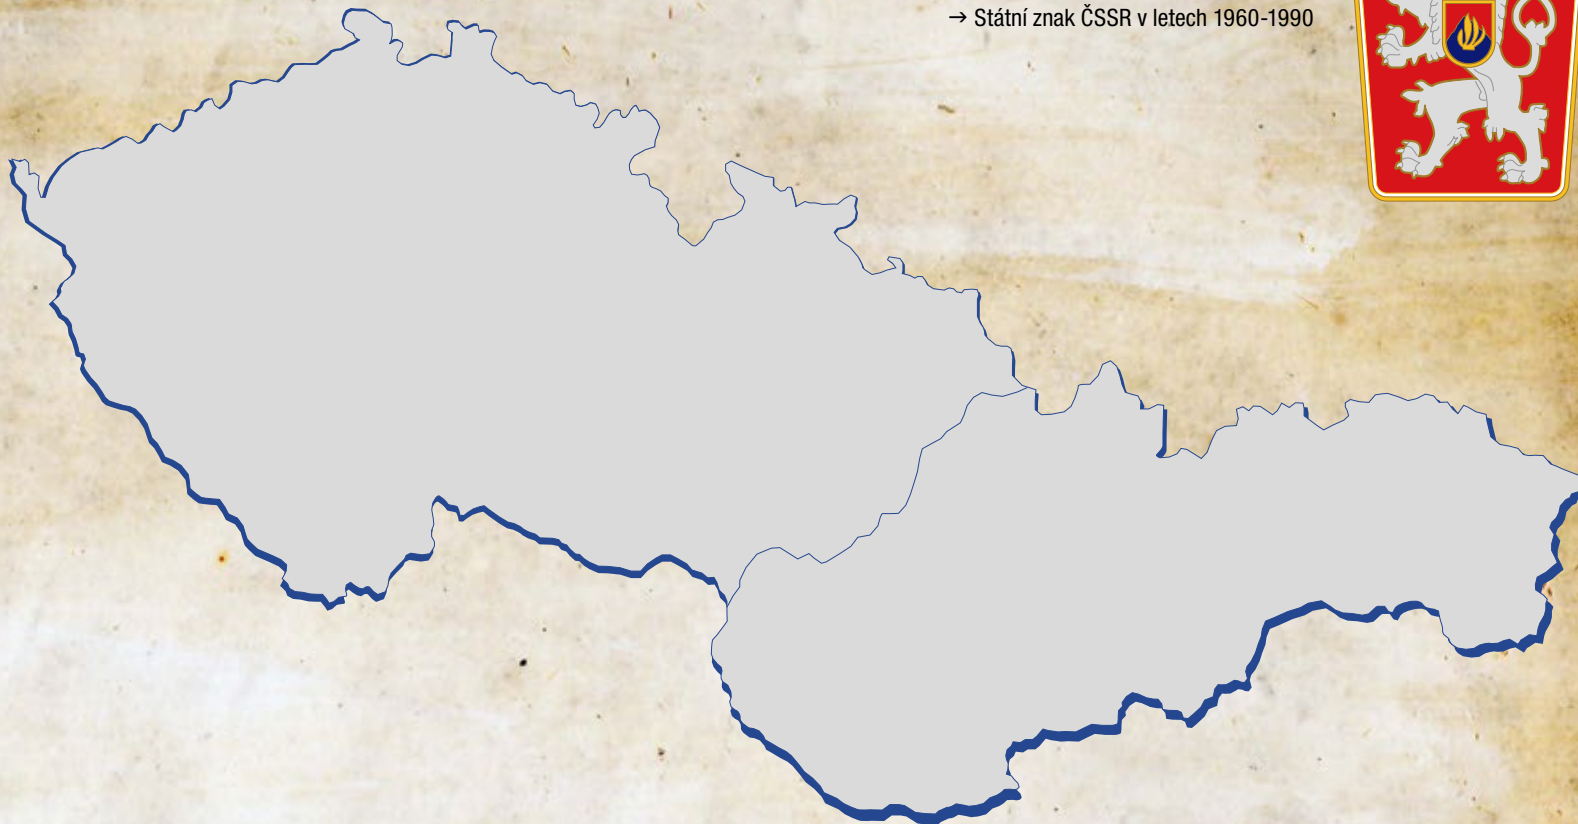 → Státní znak ČSSR v letech 1960-1990